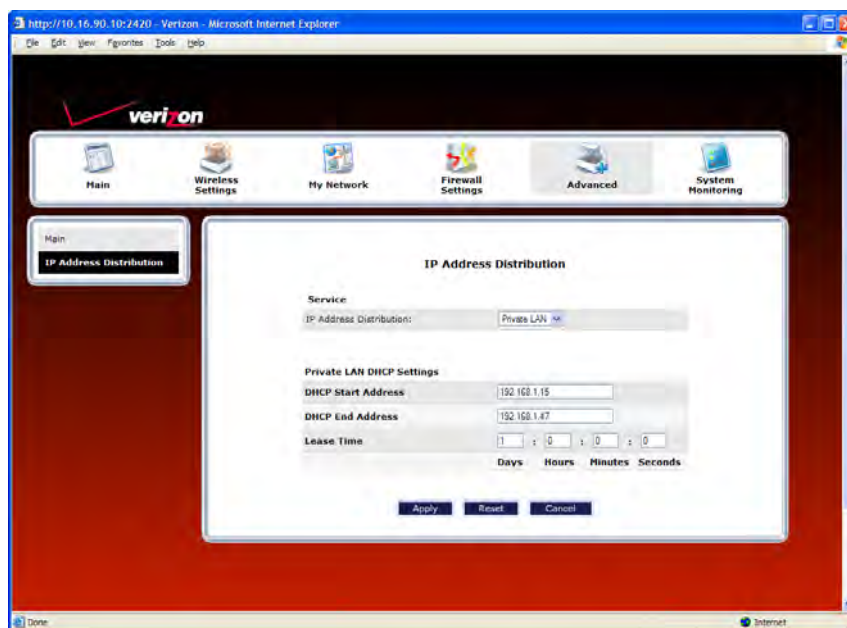 http://10.16.90.10:2420 - Verizon - Microsoft Internet Explorer
File Edit View Favorites Tools Help
verizon
Main
Wireless Settings
My Network
Firewall Settings
Advanced
System Monitoring
Main
IP Address Distribution
IP Address Distribution
Service
IP Address Distribution: Private LAN
Private LAN DHCP Settings
DHCP Start Address 192.168.1.15
DHCP End Address 192.168.1.47
Lease Time 1 : 0 : 0 : 0
Days Hours Minutes Seconds
Apply Reset Cancel
Done Internet